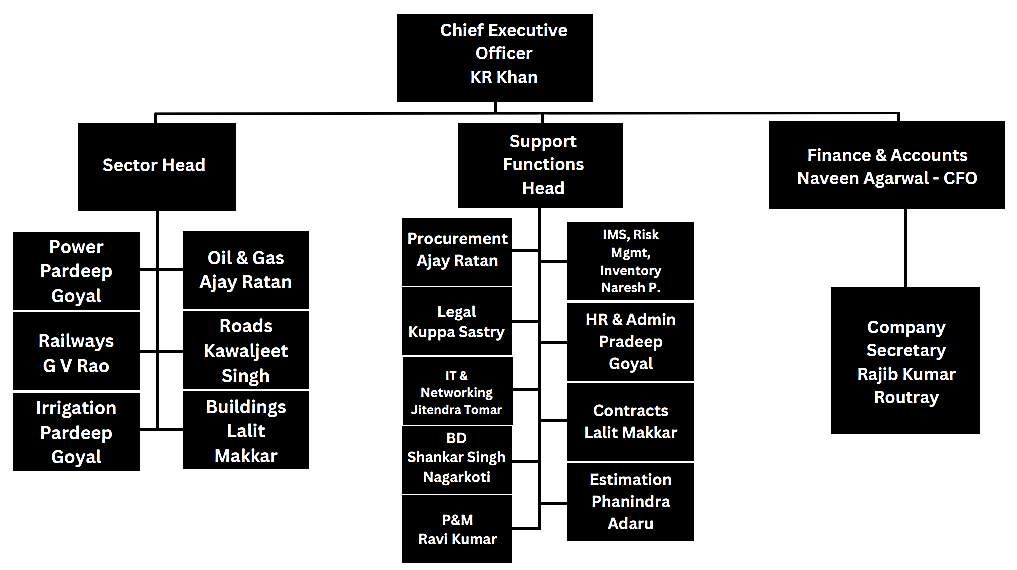 Chief Executive
Officer
KR Khan
Sector Head
Support
Functions
Head
Finance & Accounts
Naveen Agarwal - CFO
Power
Pardeep
Goyal
Oil & Gas
Ajay Ratan
Railways
G V Rao
Roads
Kawaljeet
Singh
Irrigation
Pardeep
Goyal
Buildings
Lalit
Makkar
Procurement
Ajay Ratan
IMS, Risk
Mgmt,
Inventory
Naresh P.
Legal
Kuppa Sastry
HR & Admin
Pradeep
Goyal
IT &
Networking
Jitendra Tomar
Contracts
Lalit Makkar
BD
Shankar Singh
Nagarkoti
Estimation
Phanindra
Adaru
P&M
Ravi Kumar
Company
Secretary
Rajib Kumar
Routray